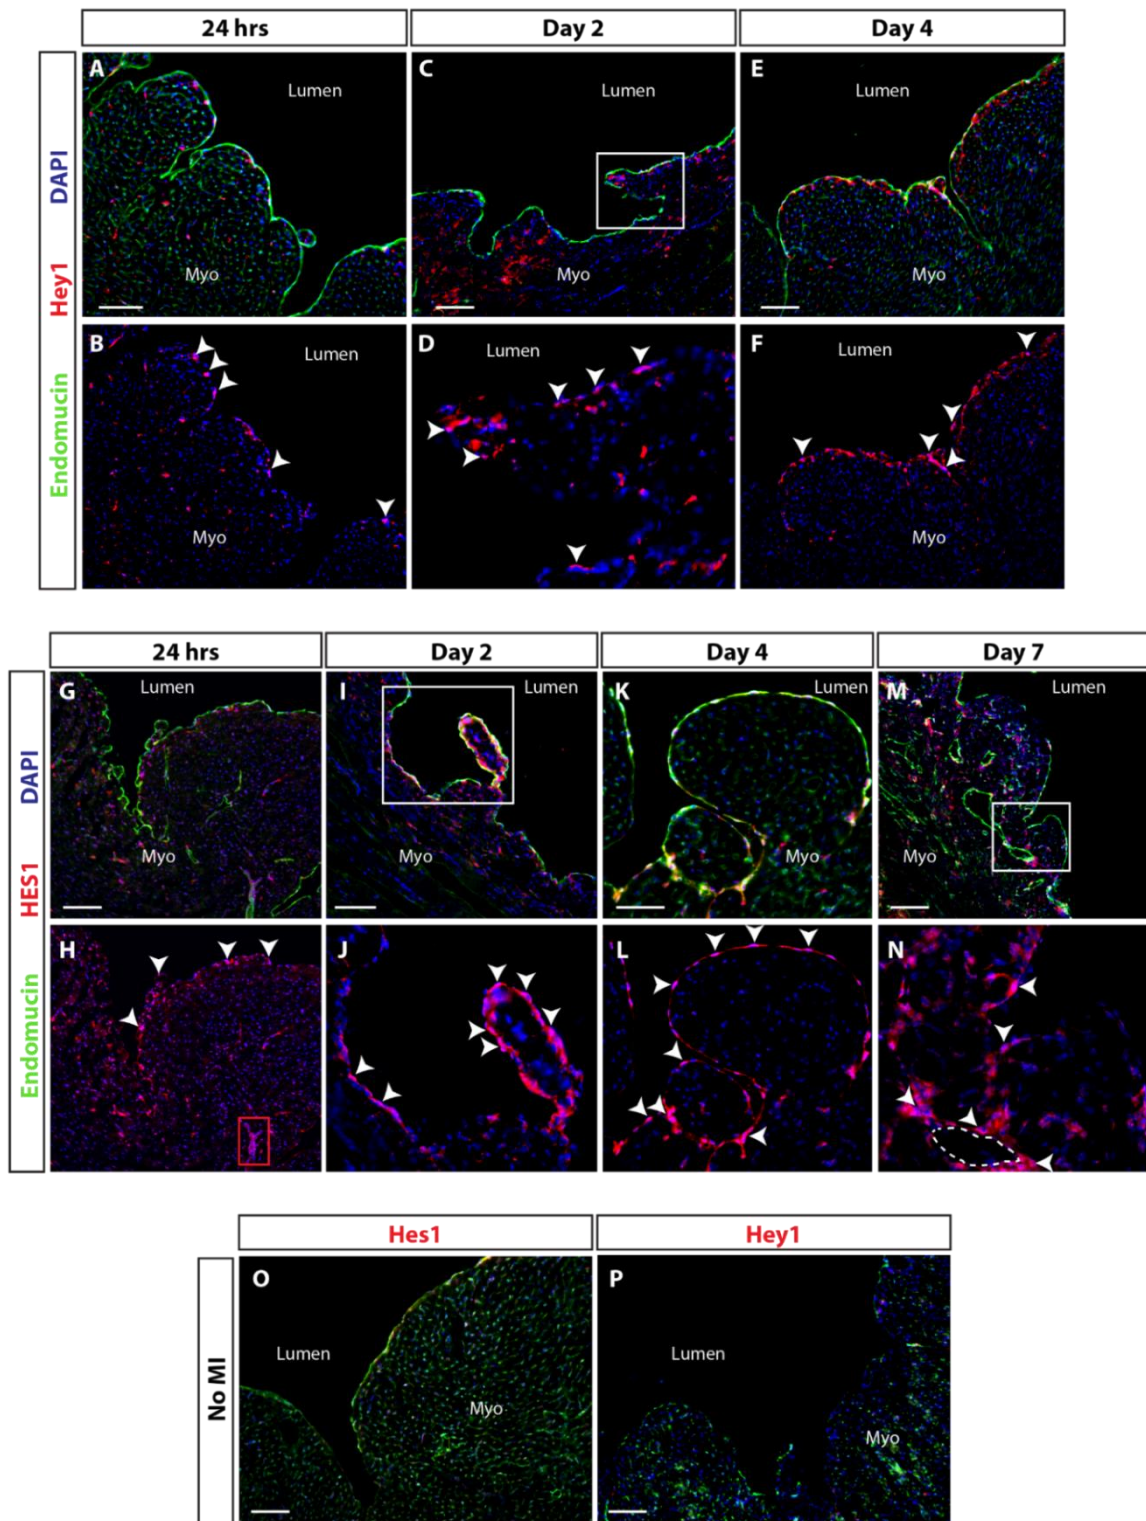 24 hrs
Day 2
Day 4
Endomucin Hey1 DAPI
A
Lumen
Myo
C
Lumen
Myo
E
Lumen
Myo
B
Lumen
Myo
D
Lumen
F
Lumen
Myo
24 hrs
Day 2
Day 4
Day 7
Endomucin HES1 DAPI
G
Lumen
Myo
I
Lumen
Myo
K
Lumen
Myo
M
Lumen
Myo
H
J
L
N
Hes1
Hey1
No MI
O
Lumen
Myo
P
Lumen
Myo